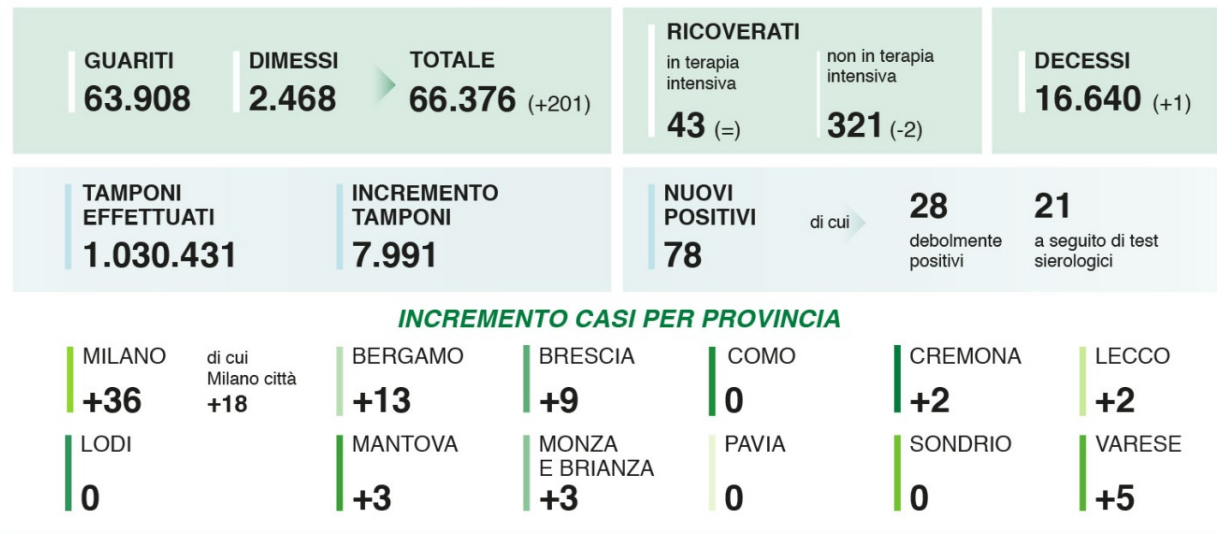 GUARITI
63.908
DIMESSI
2.468
TOTALE
66.376 (+201)
RICOVERATI
in terapia
intensiva
43 (=)
non in terapia
intensiva
321 (-2)
DECESSI
16.640 (+1)
TAMPONI
EFFETTUATI
1.030.431
INCREMENTO
TAMPONI
7.991
NUOVI
POSITIVI
78
di cui
28
debolmente
positivi
21
a seguito di test
sierologici
INCREMENTO CASI PER PROVINCIA
MILANO
+36
di cui
Milano città
+18
BERGAMO
+13
BRESCIA
+9
COMO
0
CREMONA
+2
LECCO
+2
LODI
0
MANTOVA
+3
MONZA
E BRIANZA
+3
PAVIA
0
SONDRIO
0
VARESE
+5